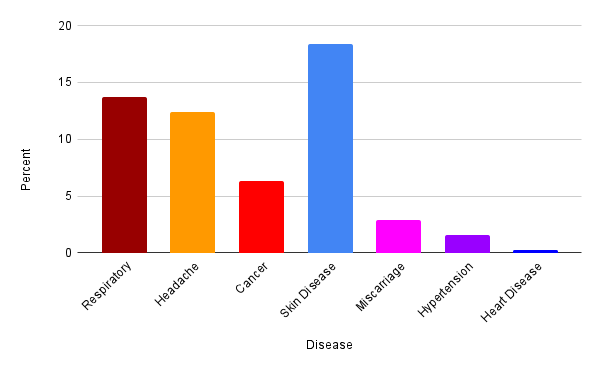 20
15
10
5
0
Percent
Respiratory
Headache
Cancer
Skin Disease
Miscarriage
Hypertension
Heart Disease
Disease